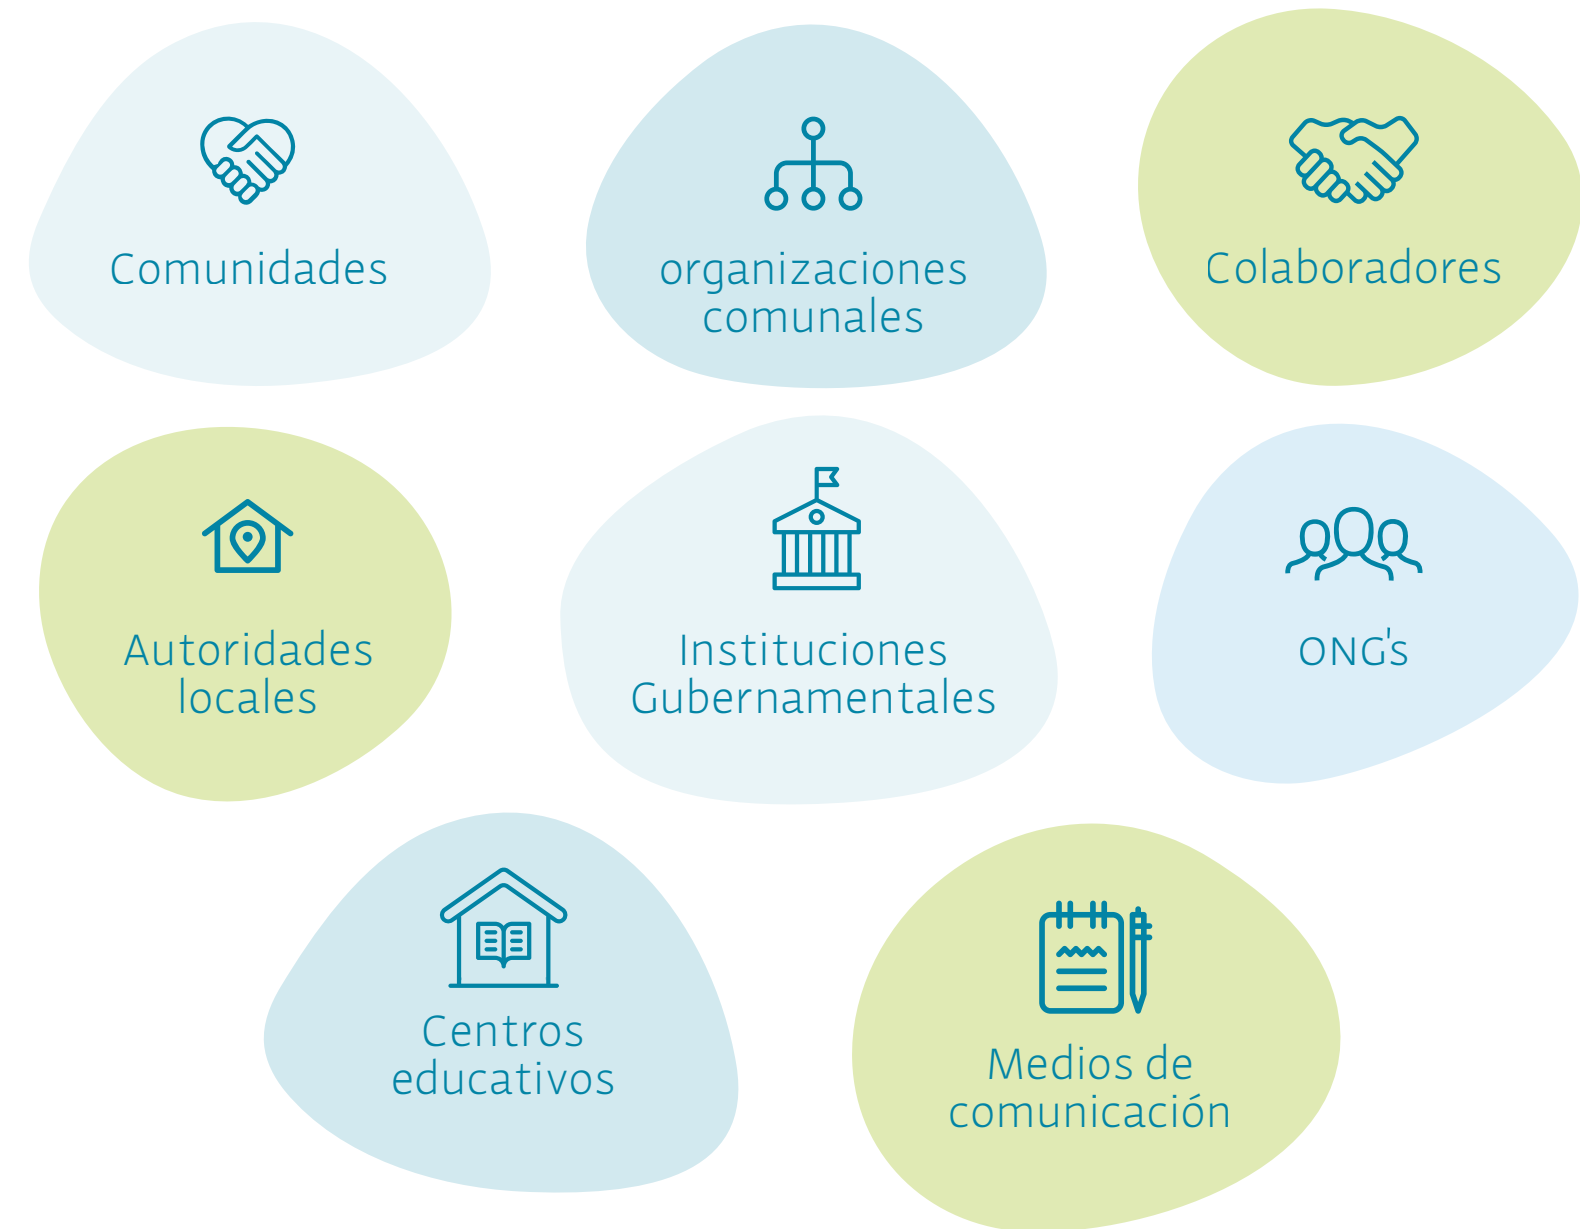 Comunidades
organizaciones
comunales
Colaboradores
Autoridades
locales
Instituciones
Gubernamentales
ONG's
Centros
educativos
Medios de
comunicación